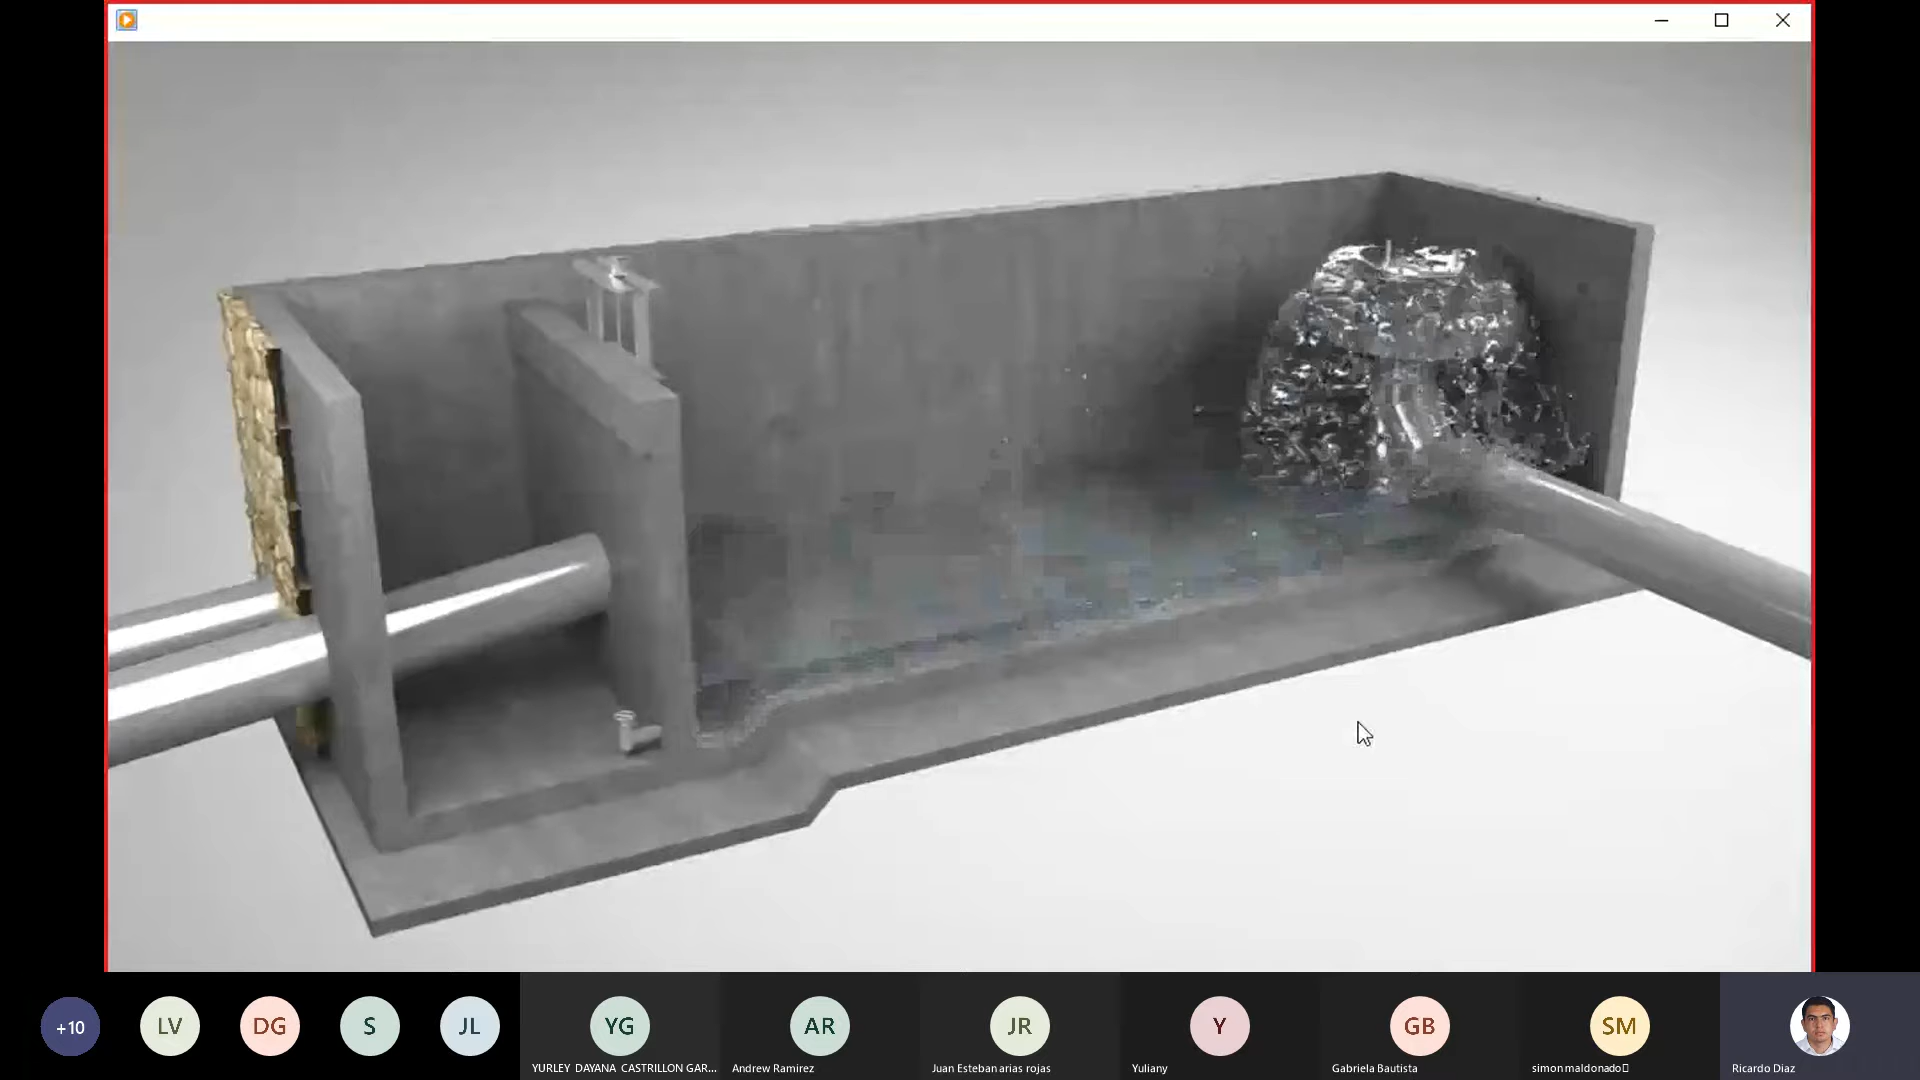 +10
LV
DG
S
JL
YG
AR
JR
Y
GB
SM
YURLEY DAYANA CASTRILLON GAR...
Andrew Ramirez
Juan Esteban arias rojas
Yuliany
Gabriela Bautista
simon maldonado
Ricardo Diaz